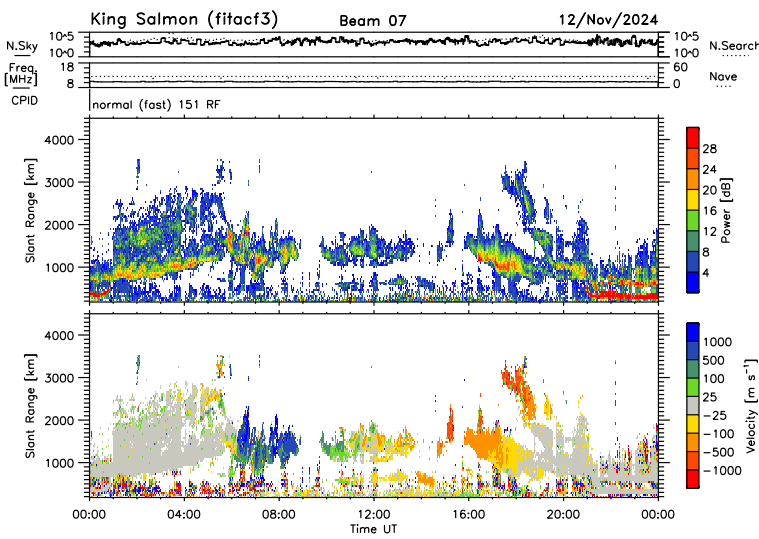 King Salmon (fitacf3) Beam 07 12/Nov/2024
N.Sky 10^5 10^0 10^5 10^0 N.Search
Freq. [MHz] 18 8 60 0 Nave
CPID normal (fast) 151 RF
Slant Range [km] 4000 3000 2000 1000
Power [dB] 28 24 20 16 12 8 4
Slant Range [km] 4000 3000 2000 1000
Velocity [m s⁻¹] 1000 500 100 25 −25 −100 −500 −1000
00:00 04:00 08:00 12:00 16:00 20:00 00:00
Time UT